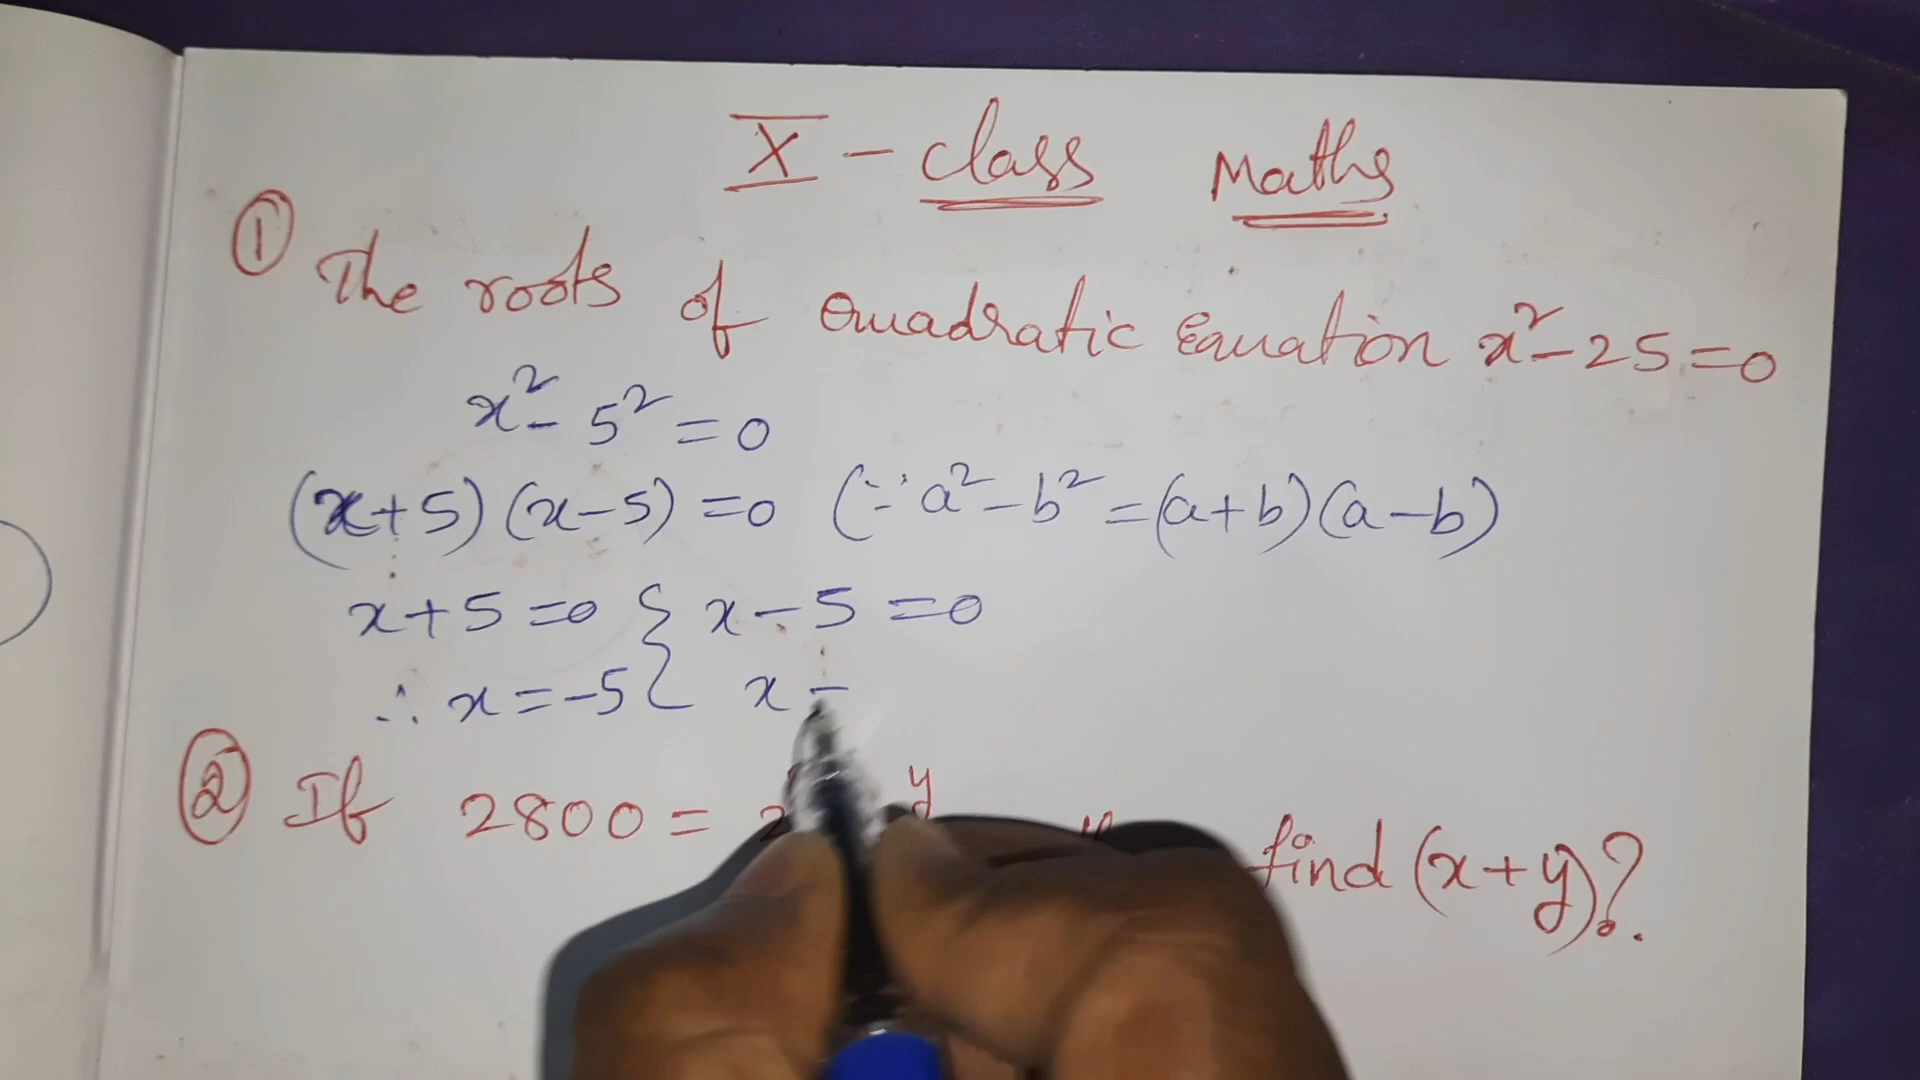 X - class Maths
① The roots of Quadratic Equation x² - 25 = 0
x² - 5² = 0
(x+5) (x-5) = 0 (∵ a² - b² = (a+b)(a-b)
x+5 = 0 { x - 5 = 0
∴ x = -5 { x -
② If 2800 = 2 y find (x+y)?